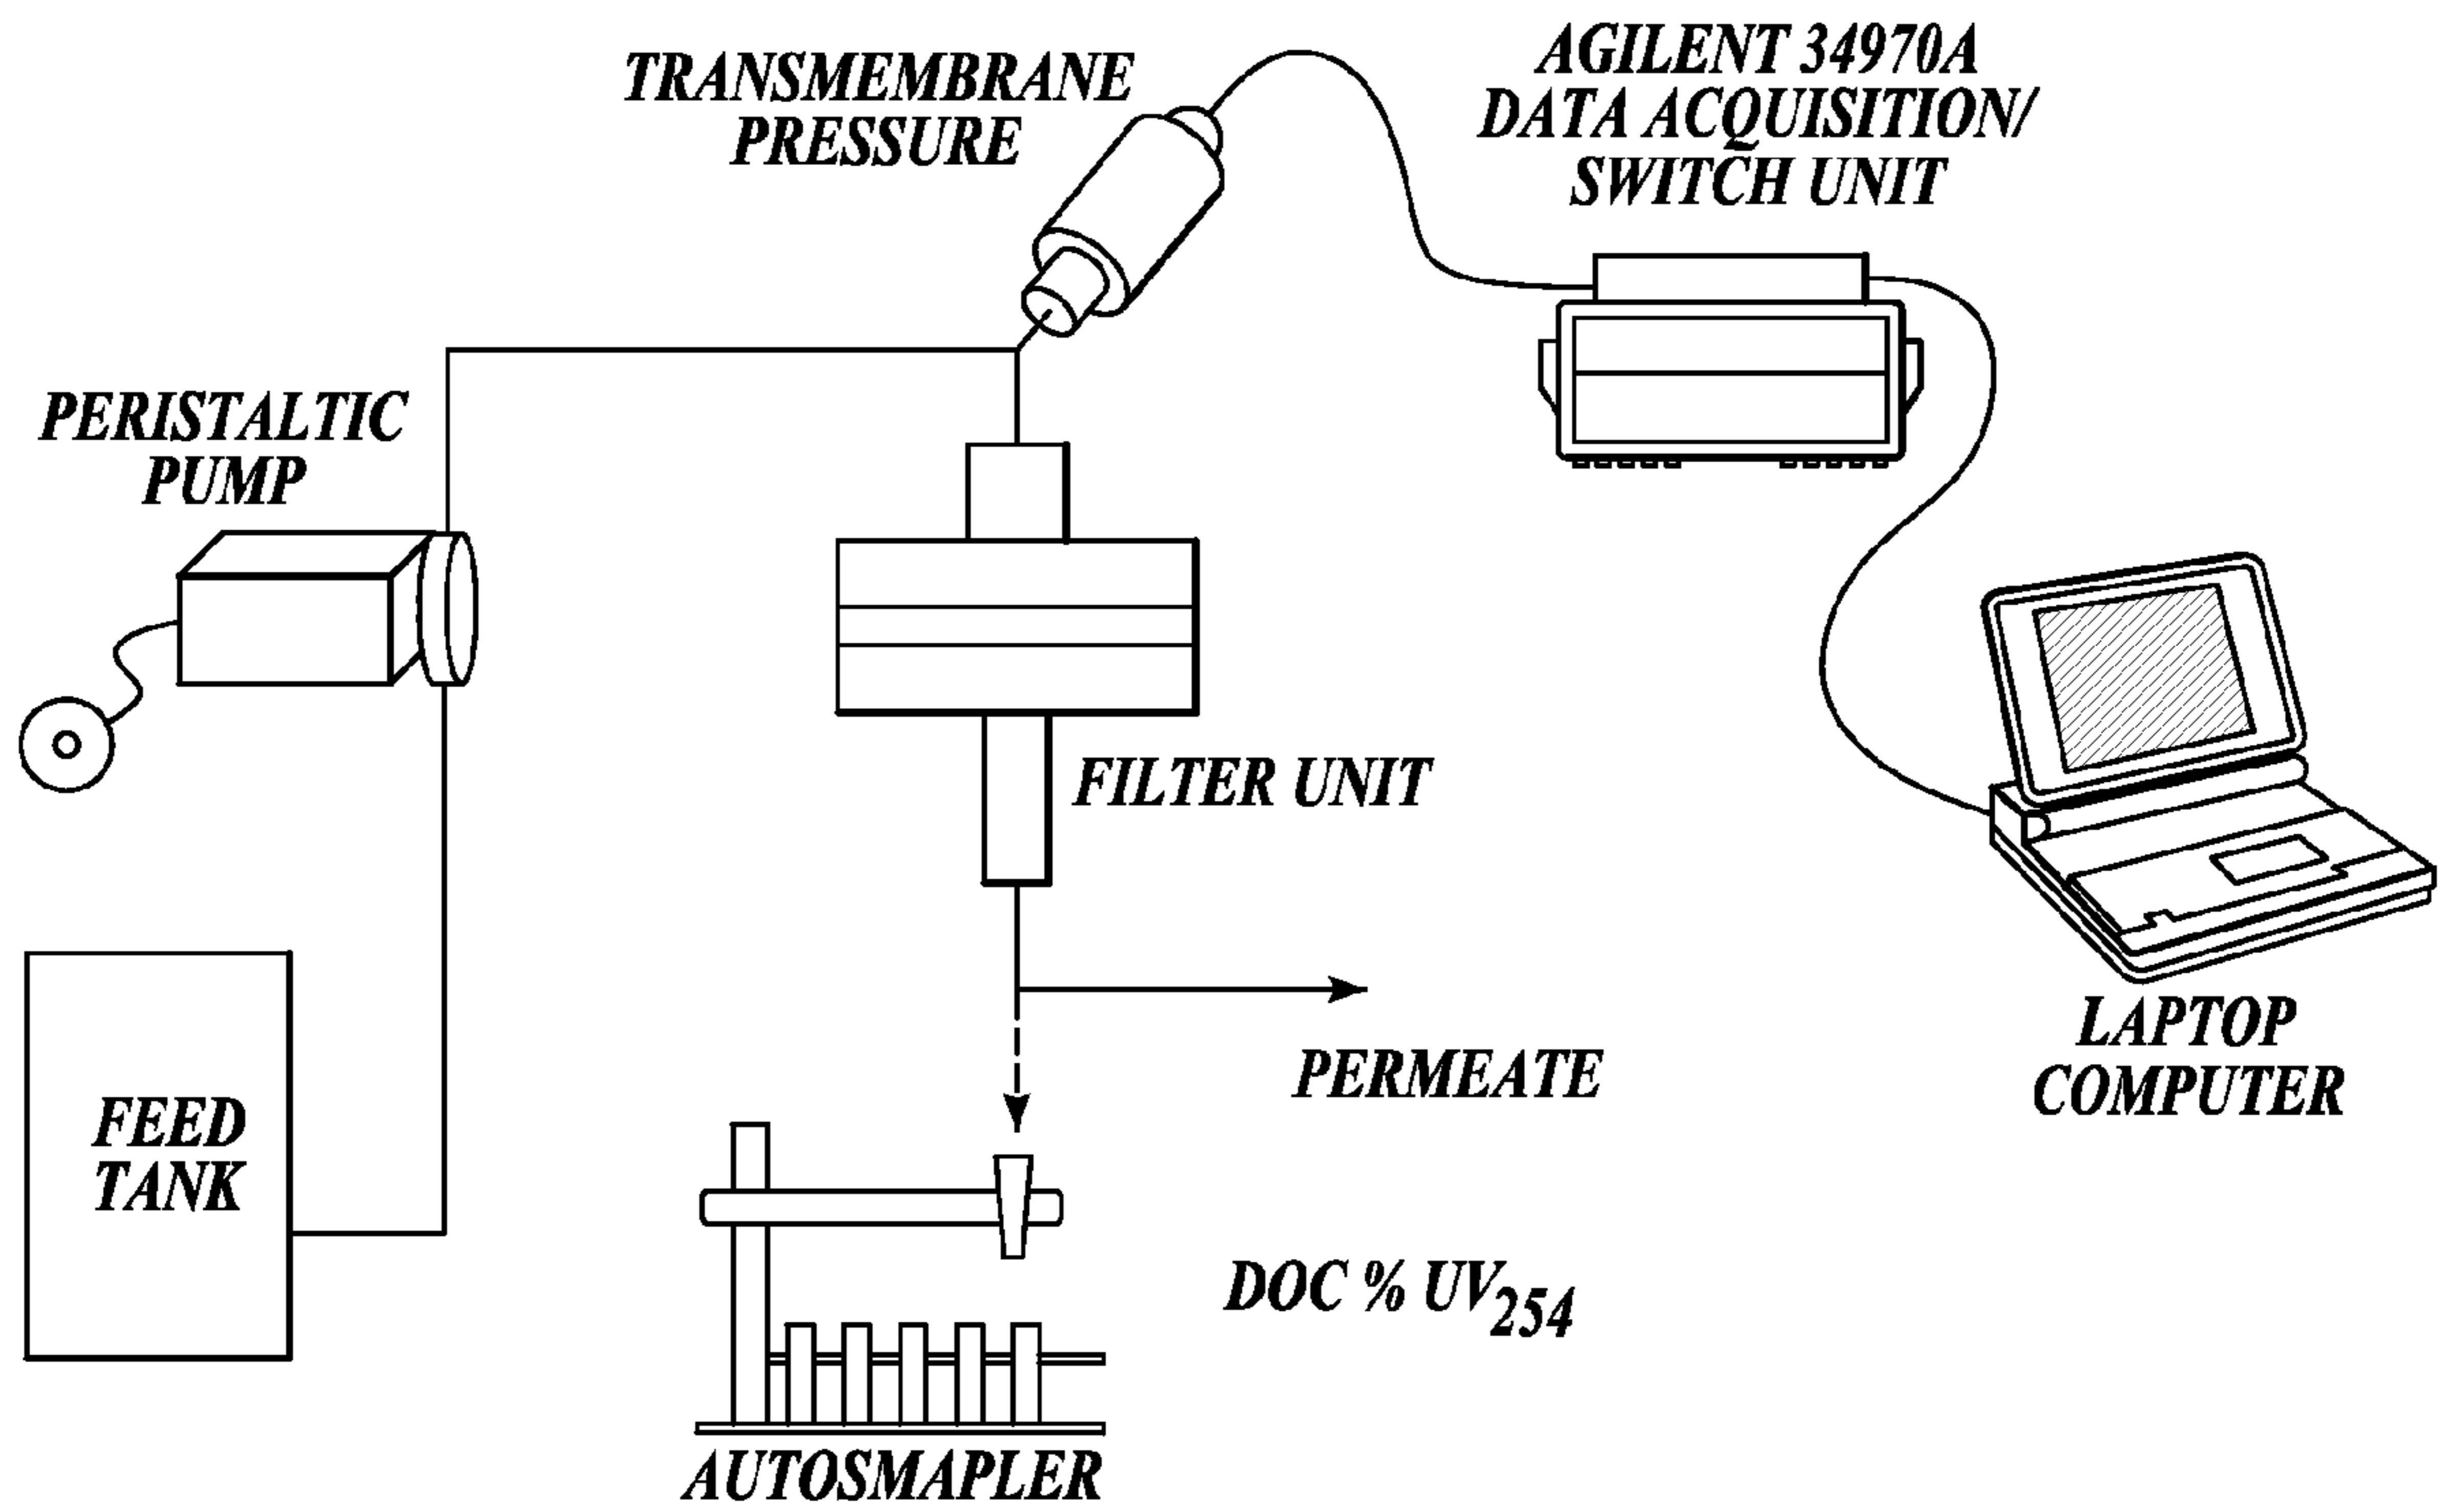 TRANSMEMBRANE
PRESSURE
AGILENT 34970A
DATA ACQUISITION/
SWITCH UNIT
PERISTALTIC
PUMP
FILTER UNIT
LAPTOP
COMPUTER
PERMEATE
FEED
TANK
DOC % UV254
AUTOSMAPLER